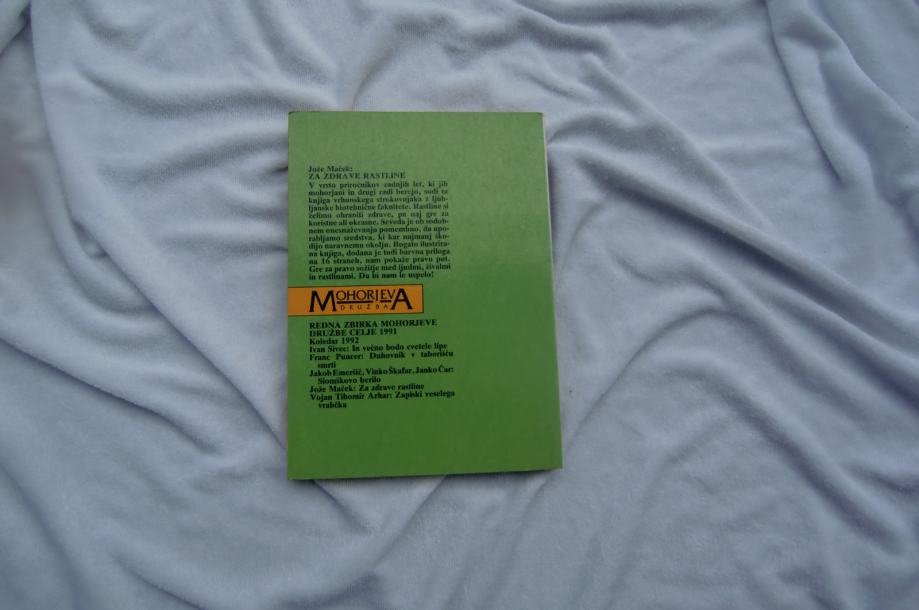 Jože Maček:
ZA ZDRAVE RASTLINE
V vrsto priročnikov zadnjih let, ki jih
mohorjani in drugi radi berejo, sodi ta
knjiga vrhunskega strokovnjaka z ljub-
ljanske biotehnične fakultete. Rastline si
želimo ohraniti zdrave, pa naj gre za
koristne ali okrasne. Seveda je ob sodob-
nem onesnaževanju pomembno, da upo-
rabljamo sredstva, ki kar najmanj ško-
dijo naravnemu okolju. Bogato ilustrira-
na knjiga, dodana je tudi barvna priloga
na 16 straneh, nam pokaže pravo pot.
Gre za pravo sožitje med ljudmi, živalmi
in rastlinami. Da bi nam le uspelo!
MOHORJEVA
DRUŽBA
REDNA ZBIRKA MOHORJEVE
DRUŽBE CELJE 1991
Koledar 1992
Ivan Sivec: In večno bodo cvetele lipe
Franc Puncer: Duhovnik v taborišču
smrti
Jakob Emeršič, Vinko Škafar, Janko Čar:
Slomškovo berilo
Jože Maček: Za zdrave rastline
Vojan Tihomir Arhar: Zapiski veselega
vrabčka